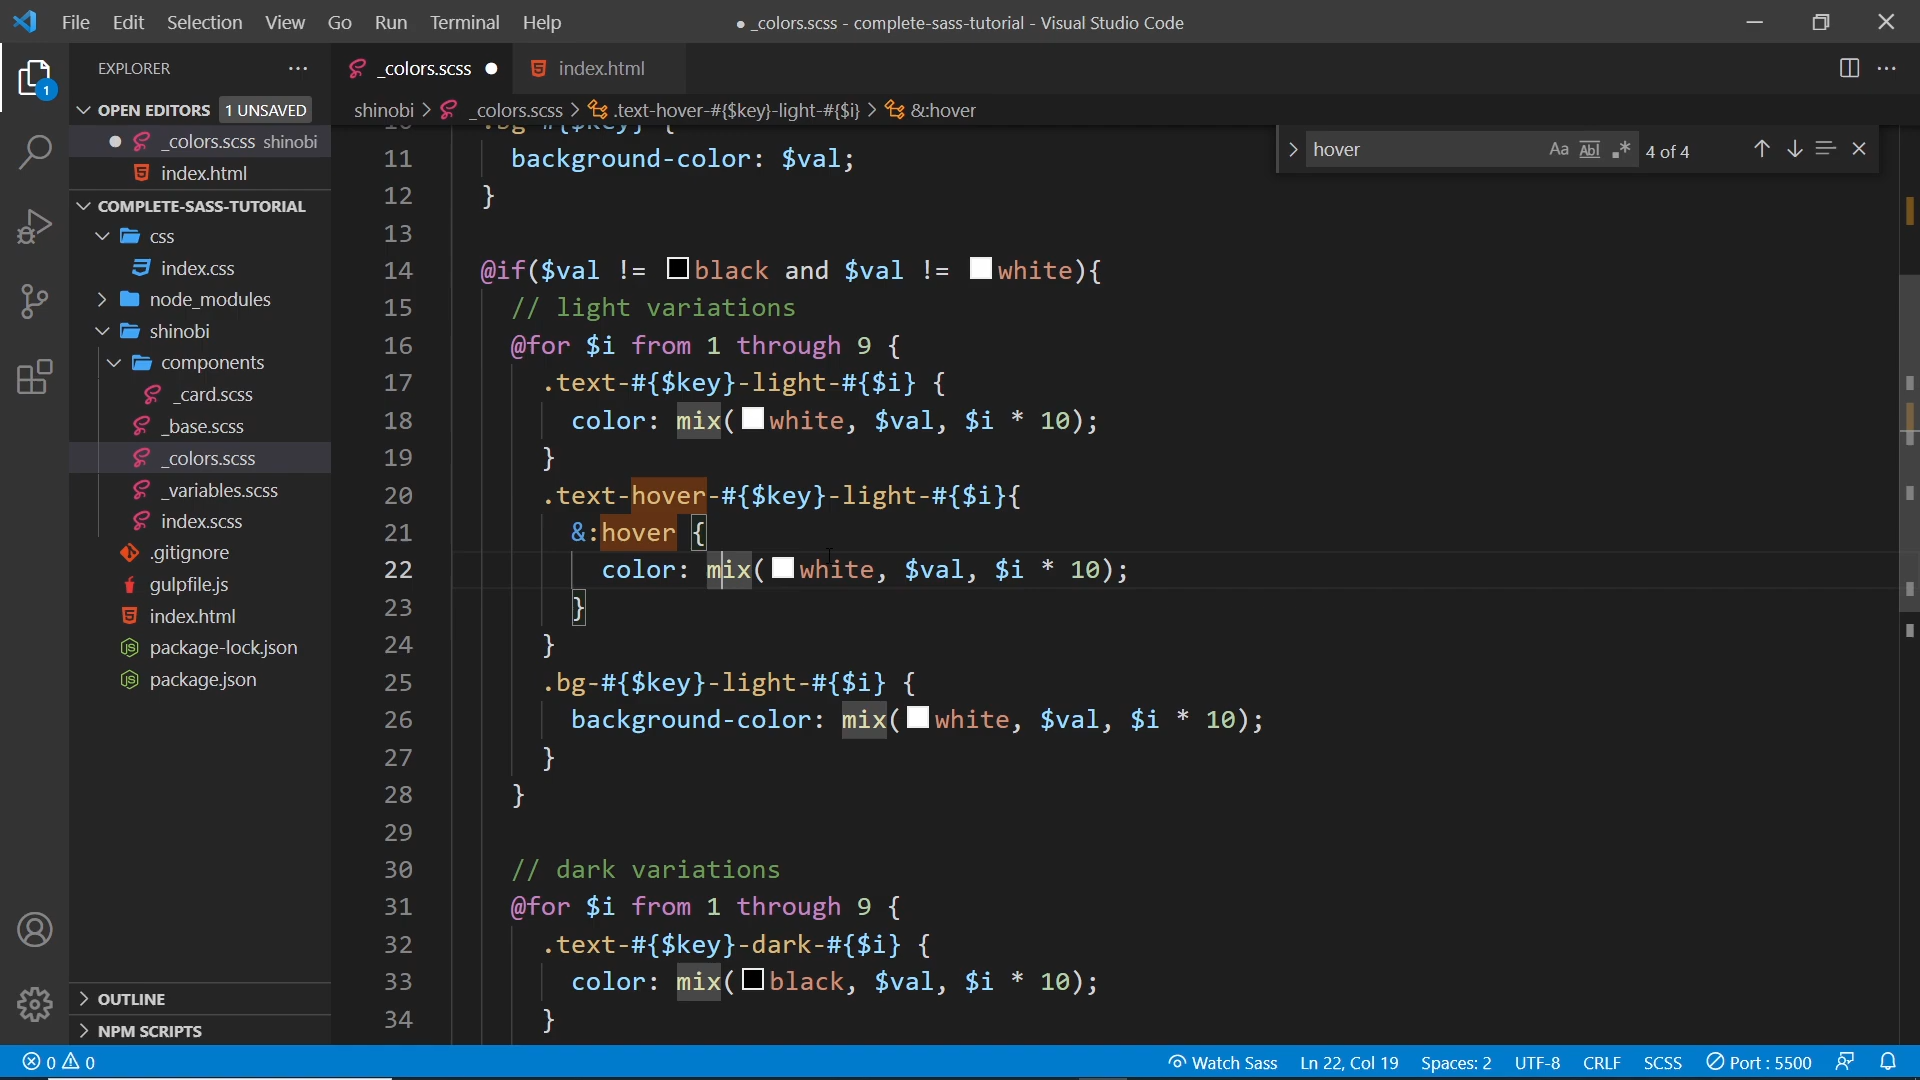 File Edit Selection View Go Run Terminal Help
● _colors.scss - complete-sass-tutorial - Visual Studio Code
EXPLORER
OPEN EDITORS 1 UNSAVED
_colors.scss shinobi
index.html
COMPLETE-SASS-TUTORIAL
css
index.css
node_modules
shinobi
components
_card.scss
_base.scss
_colors.scss
_variables.scss
index.scss
.gitignore
gulpfile.js
index.html
package-lock.json
package.json
OUTLINE
NPM SCRIPTS
1
_colors.scss
index.html
shinobi > _colors.scss > .text-hover-#{$key}-light-#{$i} > &:hover
hover Aa Abl .* 4 of 4
10 .bg-#{$key} {
11 background-color: $val;
12 }
13
14 @if($val != black and $val != white){
15 // light variations
16 @for $i from 1 through 9 {
17 .text-#{$key}-light-#{$i} {
18 color: mix(white, $val, $i * 10);
19 }
20 .text-hover-#{$key}-light-#{$i}{
21 &:hover {
22 color: mix(white, $val, $i * 10);
23 }
24 }
25 .bg-#{$key}-light-#{$i} {
26 background-color: mix(white, $val, $i * 10);
27 }
28 }
29
30 // dark variations
31 @for $i from 1 through 9 {
32 .text-#{$key}-dark-#{$i} {
33 color: mix(black, $val, $i * 10);
34 }
0 0 Watch Sass Ln 22, Col 19 Spaces: 2 UTF-8 CRLF SCSS Port : 5500